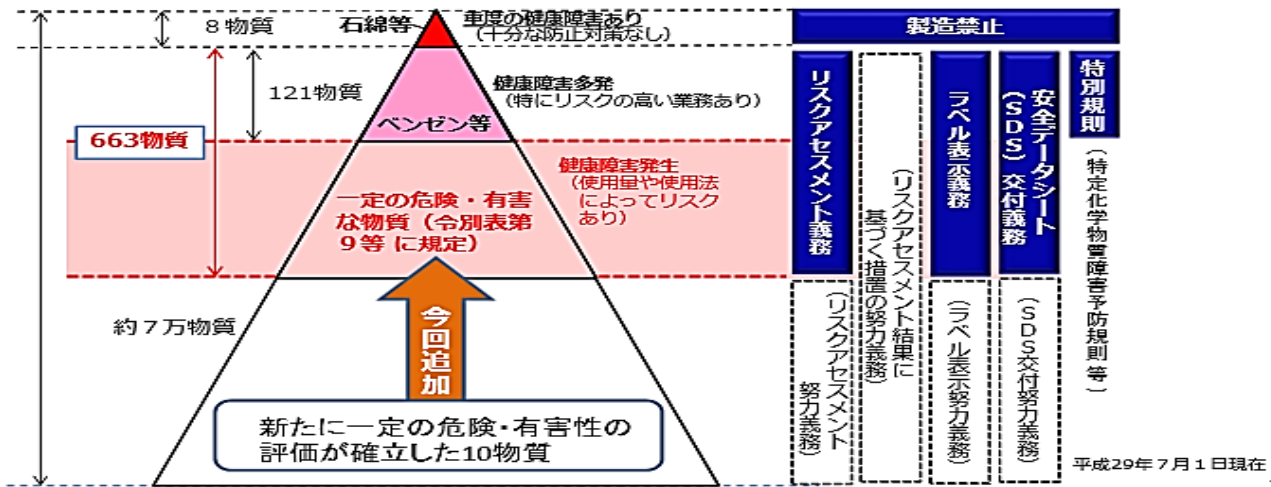 8物質
石綿等
重度の健康障害あり
(十分な防止対策なし)
製造禁止
121物質
健康障害多発
(特にリスクの高い業務あり)
ベンゼン等
663物質
健康障害発生
(使用量や使用法
によってリスク
あり)
一定の危険・有害
な物質(令別表第
9等 に規定)
約7万物質
今回追加
新たに一定の危険・有害性の
評価が確立した10物質
リスクアセスメント義務
(リスクアセスメント
努力義務)
(リスクアセスメント結果に
基づく措置の努力義務)
ラベル表示義務
(ラベル表示努力義務)
安全データシート
(SDS)交付義務
(SDS交付努力義務)
特別規則
(特定化学物質障害予防規則 等)
平成29年7月1日現在